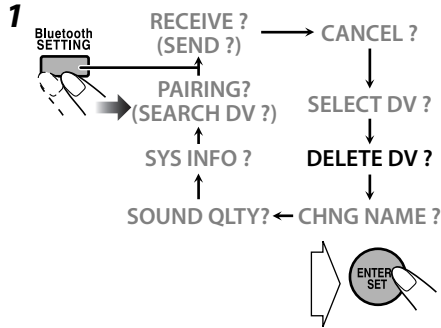 1
Bluetooth
SETTING
RECEIVE ?
(SEND ?)
CANCEL ?
PAIRING?
(SEARCH DV ?)
SELECT DV ?
SYS INFO ?
DELETE DV ?
SOUND QLTY?
CHNG NAME ?
ENTER
SET